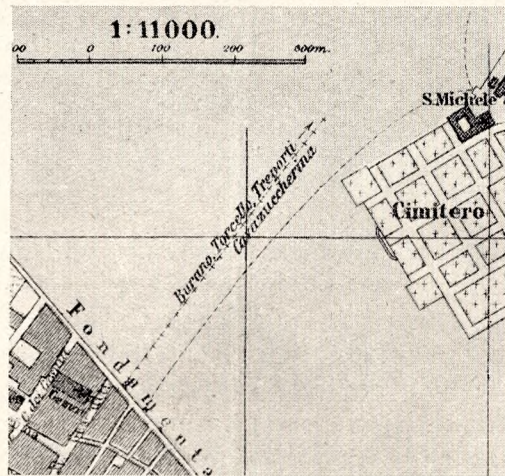 1:11000.
00 0 100 200 300m.
S. Michele
Cimitero
Burano, Torcello, Treporti
Cavazuccherina
Fondamenta